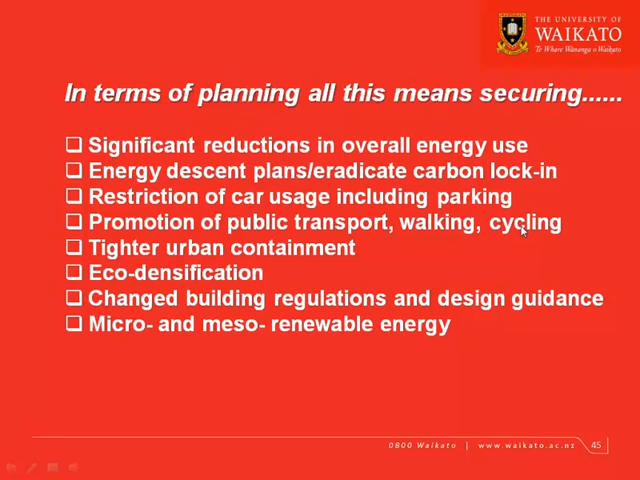 THE UNIVERSITY OF
WAIKATO
Te Whare Wānanga o Waikato
In terms of planning all this means securing......
Significant reductions in overall energy use
Energy descent plans/eradicate carbon lock-in
Restriction of car usage including parking
Promotion of public transport, walking, cycling
Tighter urban containment
Eco-densification
Changed building regulations and design guidance
Micro- and meso- renewable energy
0800 Waikato | www.waikato.ac.nz 45